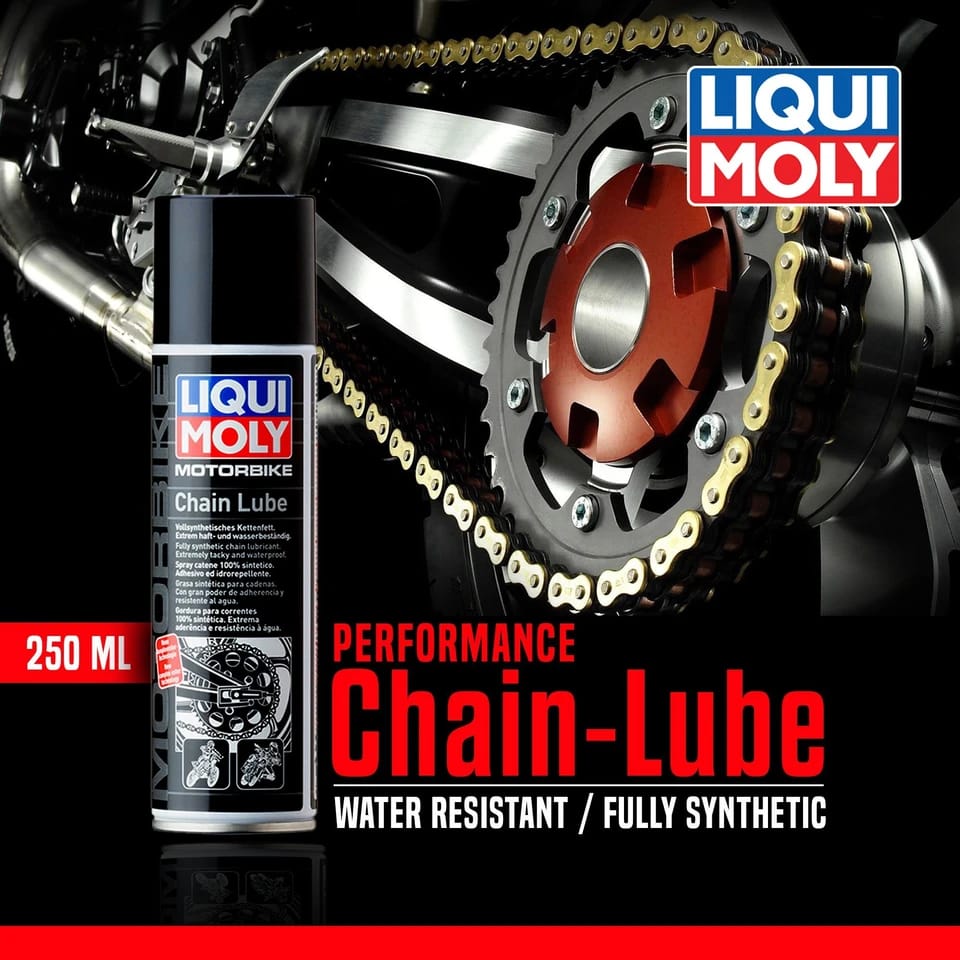 LIQUI
MOLY
LIQUI
MOLY
MOTORBIKE
Chain Lube
Vollsynthetisches Kettenfett.
Extrem haft- und wasserbeständig.
Fully synthetic chain lubricant.
Extremely tacky and waterproof.
Spray catene 100% sintetico.
Adhesivo ed idrorepellente.
Grasa sintética para cadenas.
Con gran poder de adherencia y
resistente al agua.
Gordura para correntes
100% sintética. Extrema
aderência e resistência à água.
MOTORBIKE
250 ML
PERFORMANCE
Chain-Lube
WATER RESISTANT / FULLY SYNTHETIC